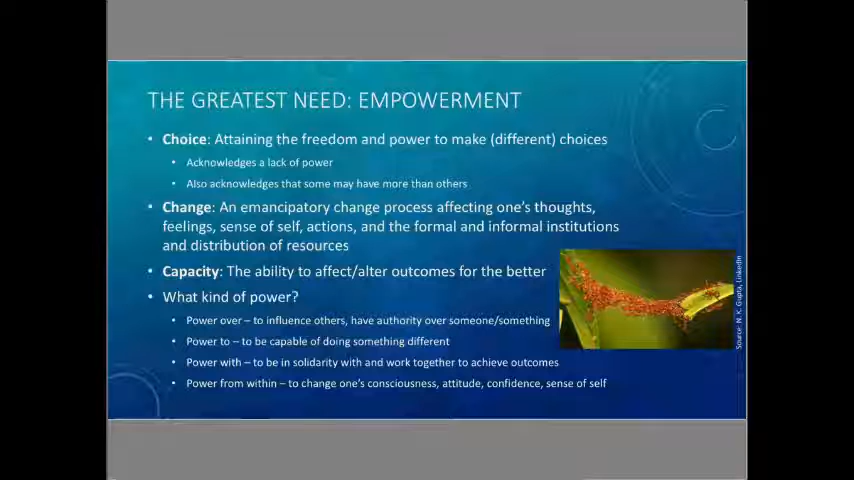 THE GREATEST NEED: EMPOWERMENT
• Choice: Attaining the freedom and power to make (different) choices
• Acknowledges a lack of power
• Also acknowledges that some may have more than others
• Change: An emancipatory change process affecting one's thoughts,
feelings, sense of self, actions, and the formal and informal institutions
and distribution of resources
• Capacity: The ability to affect/alter outcomes for the better
• What kind of power?
• Power over – to influence others, have authority over someone/something
• Power to – to be capable of doing something different
• Power with – to be in solidarity with and work together to achieve outcomes
• Power from within – to change one's consciousness, attitude, confidence, sense of self
Source: N. K. Gupta, LinkedIn